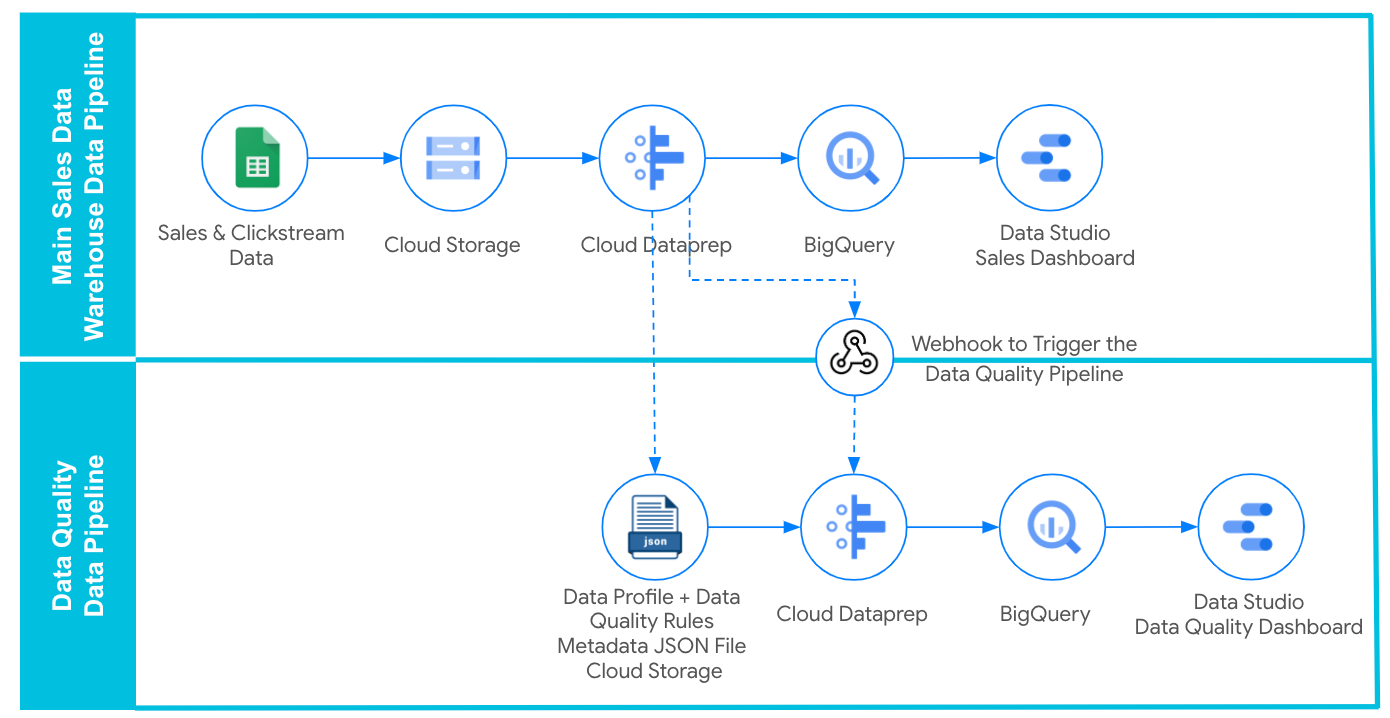 Main Sales Data
Warehouse Data Pipeline
Sales & Clickstream
Data
Cloud Storage
Cloud Dataprep
BigQuery
Data Studio
Sales Dashboard
Webhook to Trigger the
Data Quality Pipeline
Data Quality
Data Pipeline
json
Data Profile + Data
Quality Rules
Metadata JSON File
Cloud Storage
Cloud Dataprep
BigQuery
Data Studio
Data Quality Dashboard